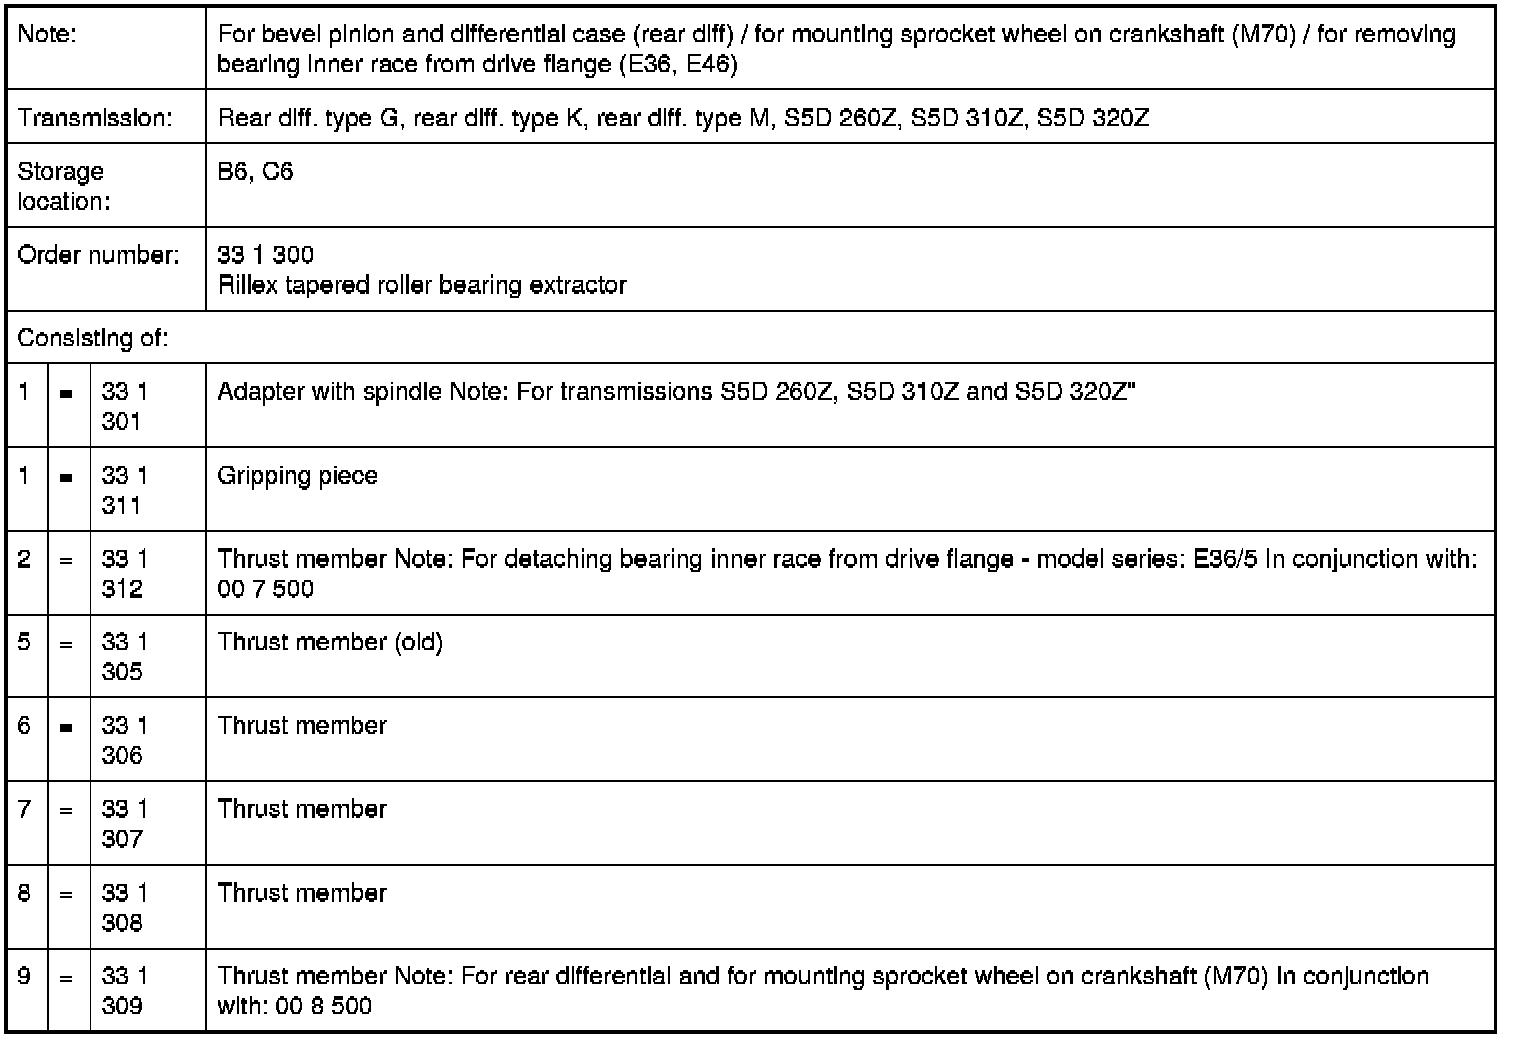 Note: For bevel pinion and differential case (rear diff) / for mounting sprocket wheel on crankshaft (M70) / for removing
bearing inner race from drive flange (E36, E46)
Transmission: Rear diff. type G, rear diff. type K, rear diff. type M, S5D 260Z, S5D 310Z, S5D 320Z
Storage B6, C6
location:
Order number: 33 1 300
Rillex tapered roller bearing extractor
Consisting of:
1 = 33 1 Adapter with spindle Note: For transmissions S5D 260Z, S5D 310Z and S5D 320Z"
301
1 = 33 1 Gripping piece
311
2 = 33 1 Thrust member Note: For detaching bearing inner race from drive flange - model series: E36/5 In conjunction with:
312 00 7 500
5 = 33 1 Thrust member (old)
305
6 = 33 1 Thrust member
306
7 = 33 1 Thrust member
307
8 = 33 1 Thrust member
308
9 = 33 1 Thrust member Note: For rear differential and for mounting sprocket wheel on crankshaft (M70) In conjunction
309 with: 00 8 500